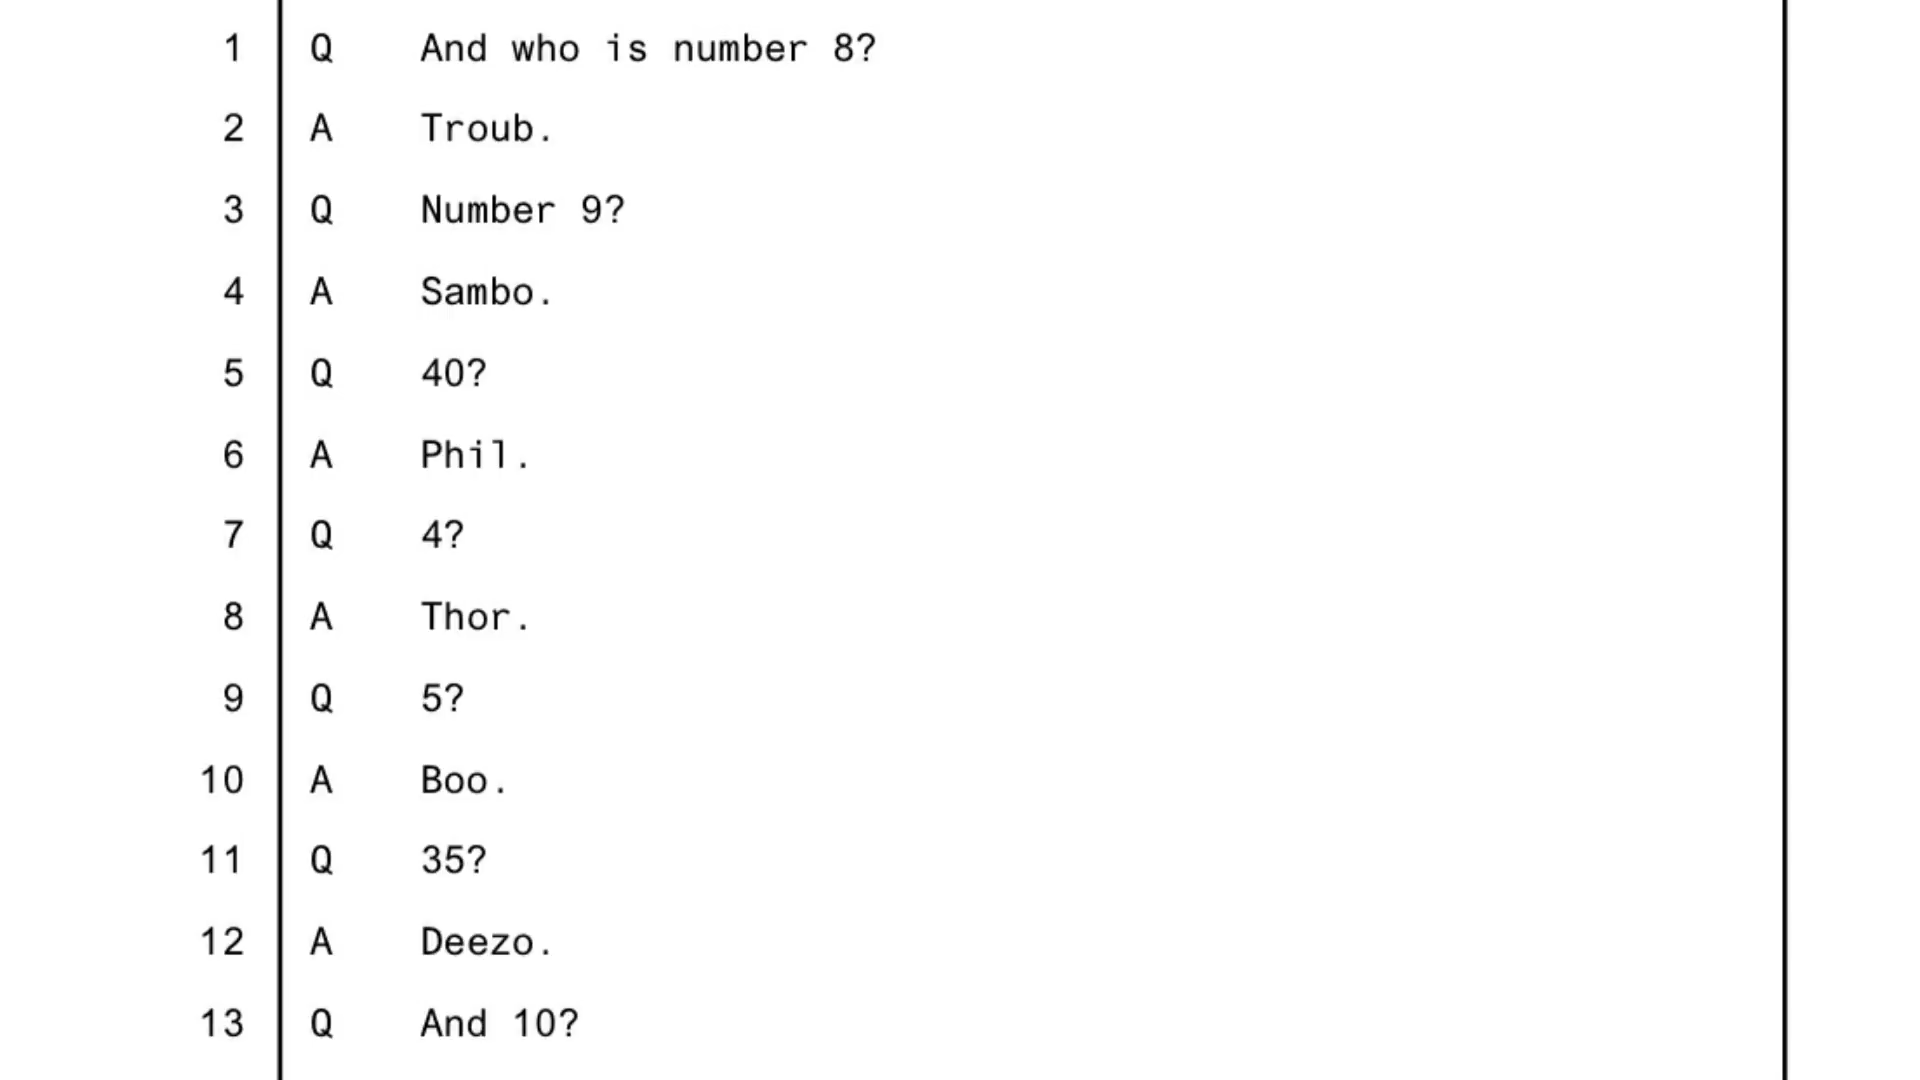 1 Q And who is number 8?
2 A Troub.
3 Q Number 9?
4 A Sambo.
5 Q 40?
6 A Phil.
7 Q 4?
8 A Thor.
9 Q 5?
10 A Boo.
11 Q 35?
12 A Deezo.
13 Q And 10?